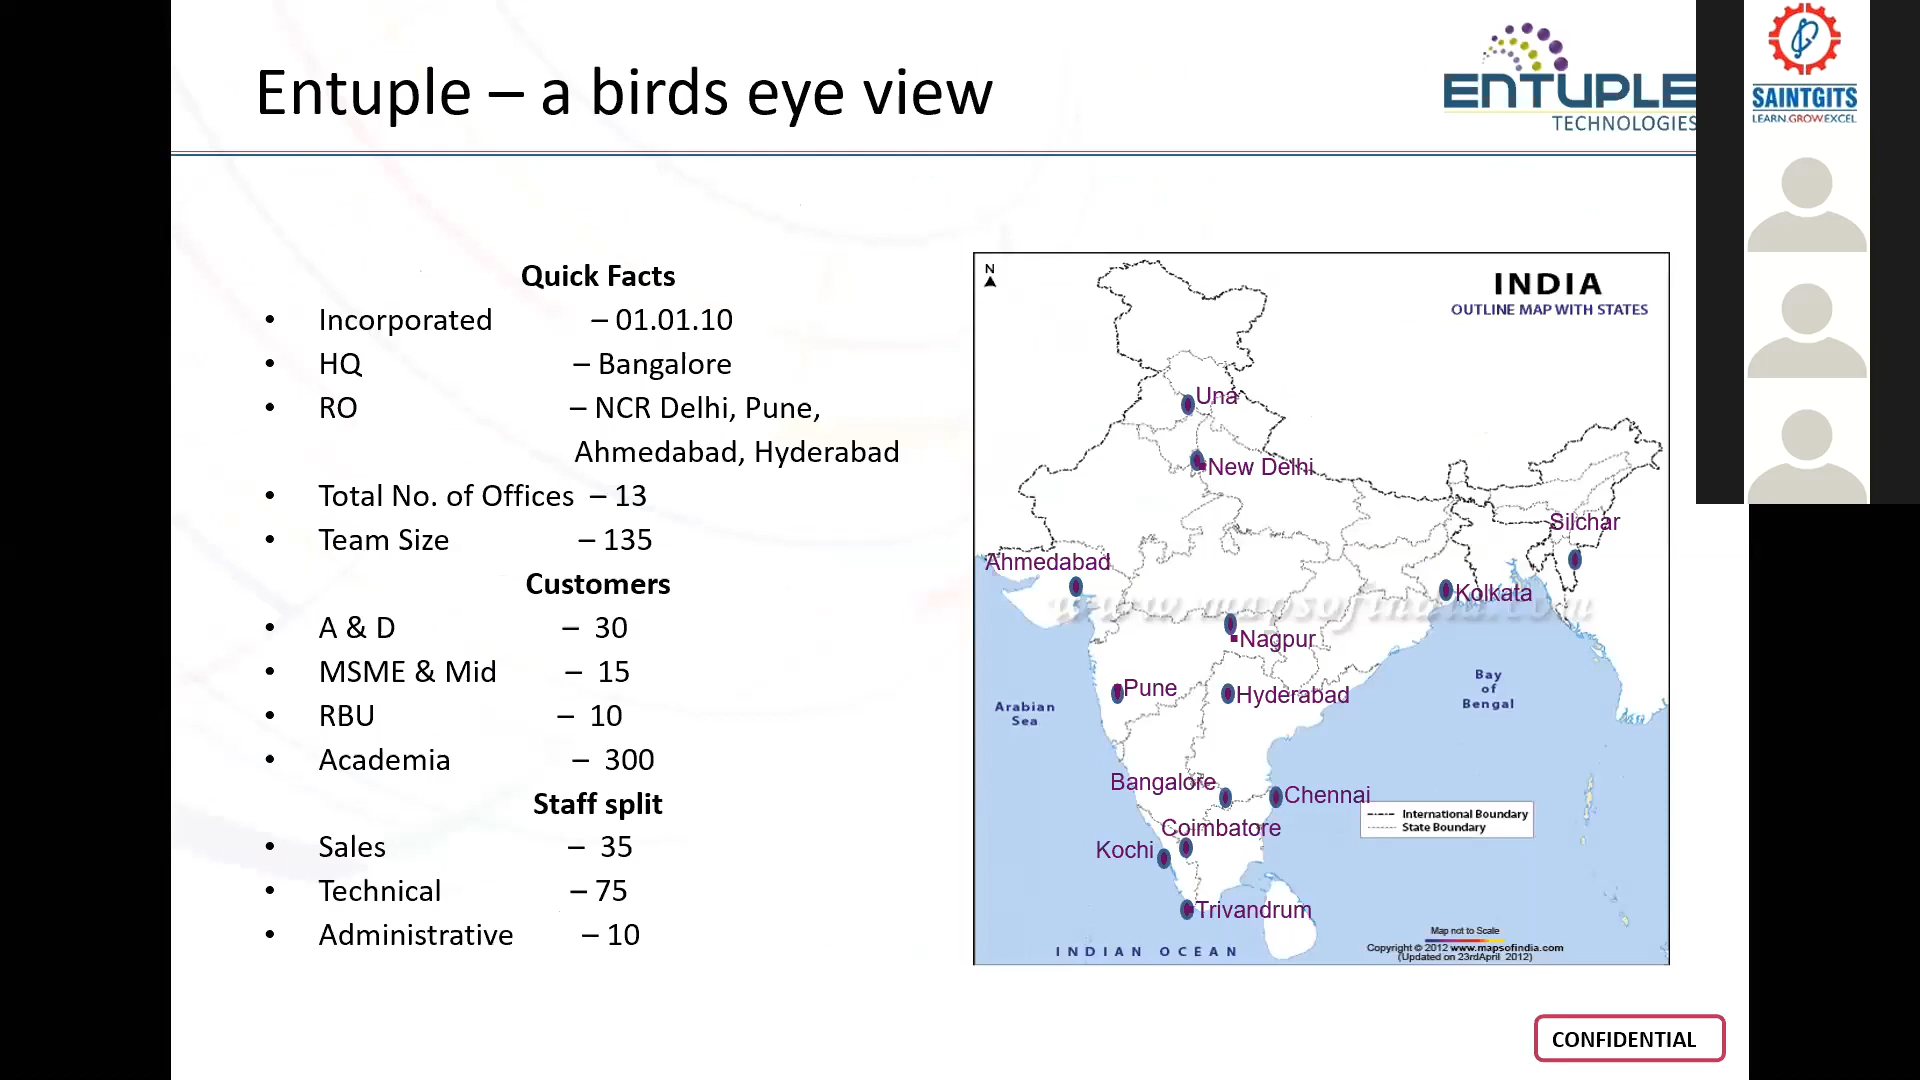 Entuple – a birds eye view
ENTUPLE
TECHNOLOGIES
SAINTGITS
LEARN.GROW.EXCEL
Quick Facts
• Incorporated – 01.01.10
• HQ – Bangalore
• RO – NCR Delhi, Pune,
Ahmedabad, Hyderabad
• Total No. of Offices – 13
• Team Size – 135
Customers
• A & D – 30
• MSME & Mid – 15
• RBU – 10
• Academia – 300
Staff split
• Sales – 35
• Technical – 75
• Administrative – 10
N
INDIA
OUTLINE MAP WITH STATES
Una
New Delhi
Silchar
Ahmedabad
Kolkata
www.mapsofindia.com
Nagpur
Pune
Hyderabad
Arabian
Sea
Bay
of
Bengal
Bangalore
Chennai
International Boundary
State Boundary
Coimbatore
Kochi
Trivandrum
INDIAN OCEAN
Map not to Scale
Copyright © 2012 www.mapsofindia.com
(Updated on 23rdApril 2012)
CONFIDENTIAL